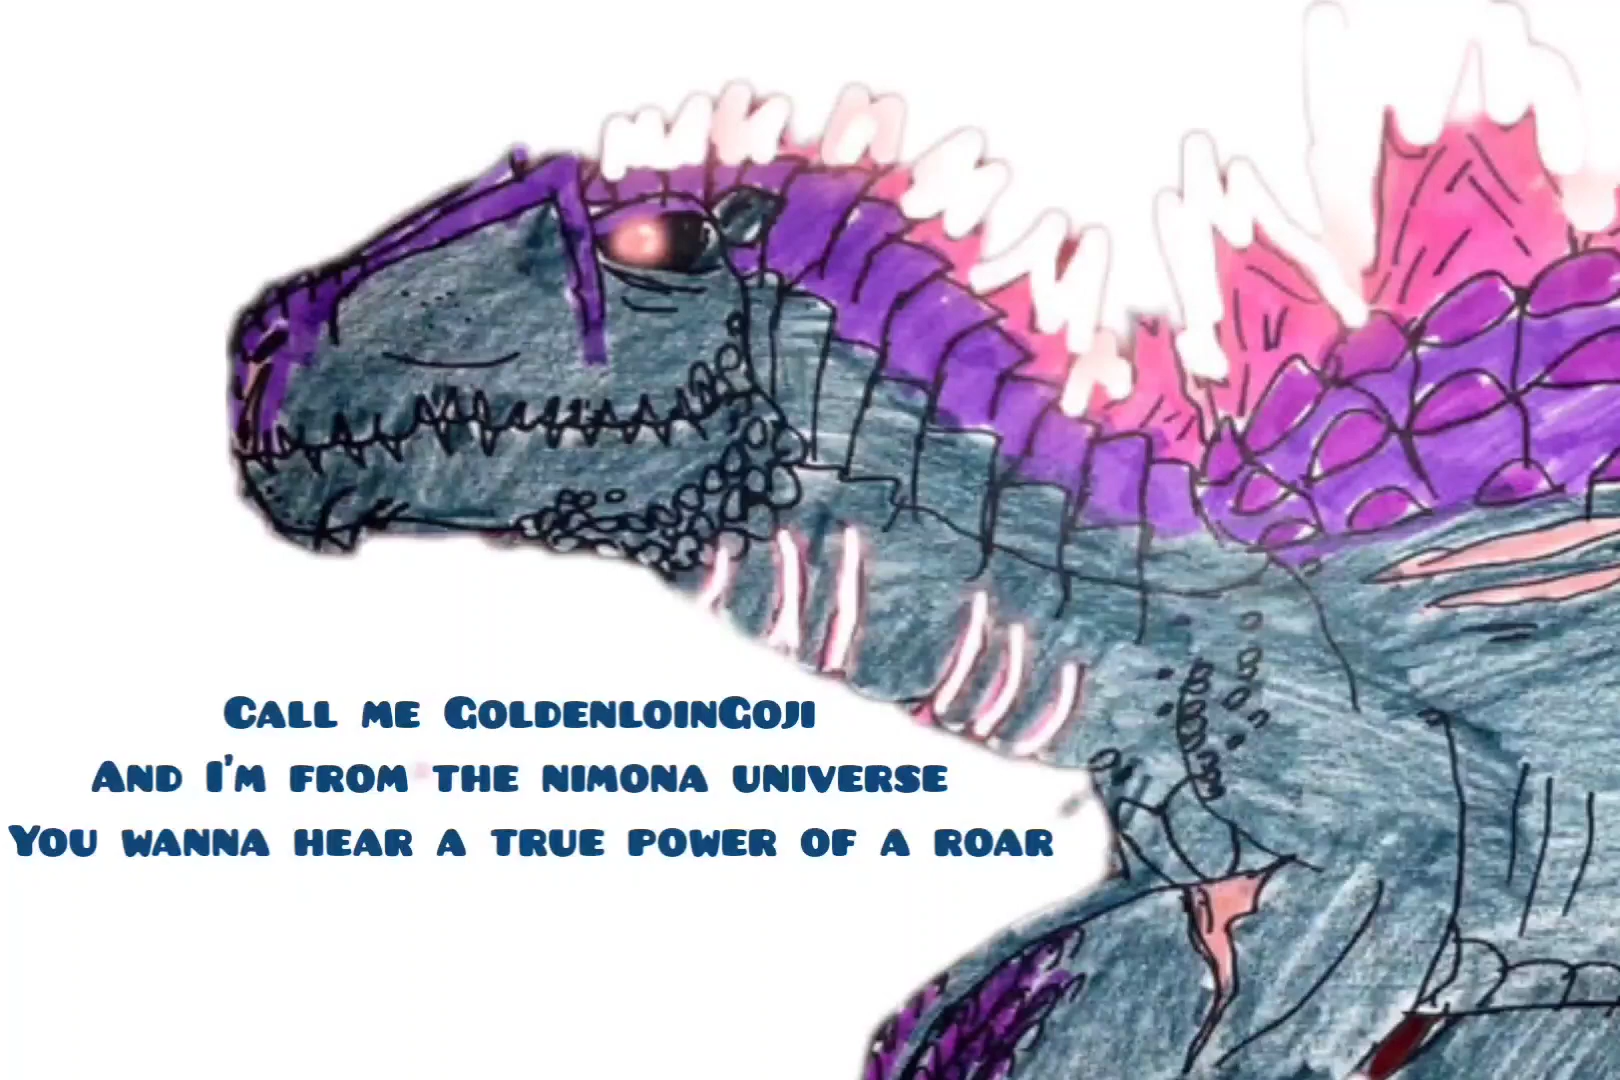 Call me GoldenloinGoji
And I'm from the nimona universe
You wanna hear a true power of a roar